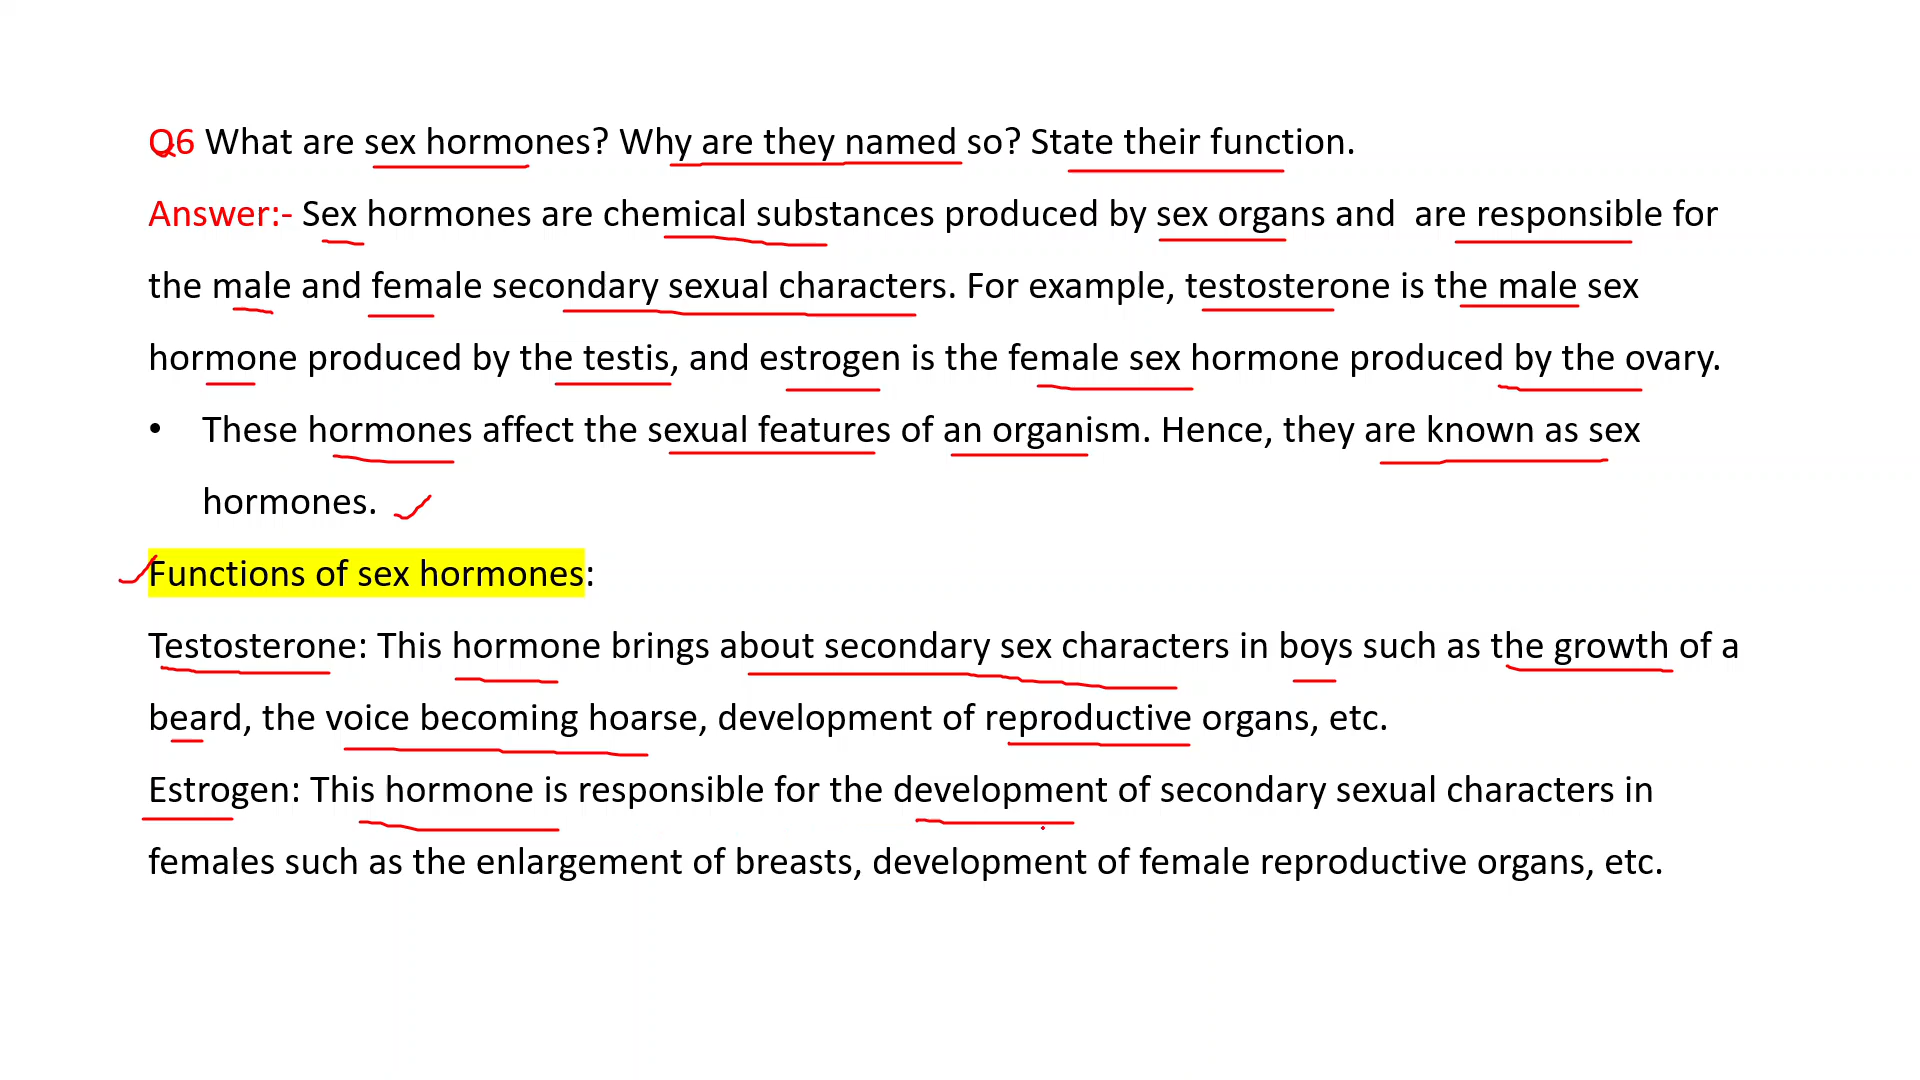 Q6 What are sex hormones? Why are they named so? State their function.
Answer:- Sex hormones are chemical substances produced by sex organs and  are responsible for
the male and female secondary sexual characters. For example, testosterone is the male sex
hormone produced by the testis, and estrogen is the female sex hormone produced by the ovary.
• These hormones affect the sexual features of an organism. Hence, they are known as sex
hormones.
Functions of sex hormones:
Testosterone: This hormone brings about secondary sex characters in boys such as the growth of a
beard, the voice becoming hoarse, development of reproductive organs, etc.
Estrogen: This hormone is responsible for the development of secondary sexual characters in
females such as the enlargement of breasts, development of female reproductive organs, etc.